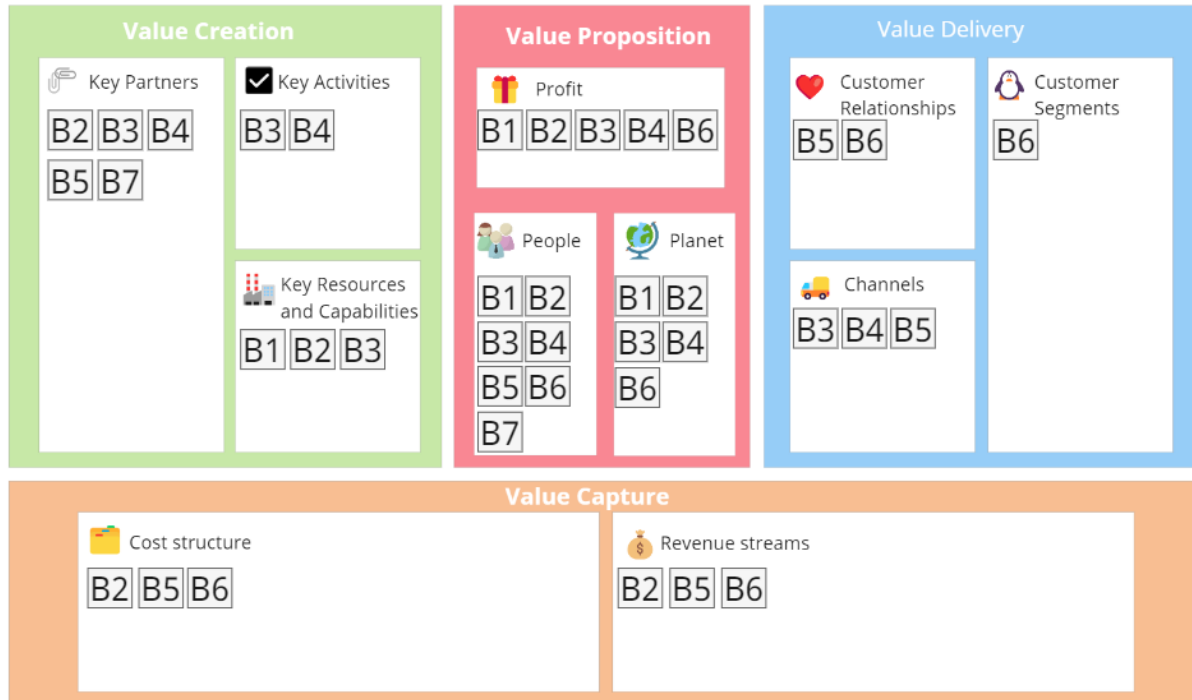 Value Creation
Key Partners
B2 B3 B4
B5 B7
Key Activities
B3 B4
Key Resources
and Capabilities
B1 B2 B3
Value Proposition
Profit
B1 B2 B3 B4 B6
People
B1 B2
B3 B4
B5 B6
B7
Planet
B1 B2
B3 B4
B6
Value Delivery
Customer
Relationships
B5 B6
Channels
B3 B4 B5
Customer
Segments
B6
Value Capture
Cost structure
B2 B5 B6
$
Revenue streams
B2 B5 B6